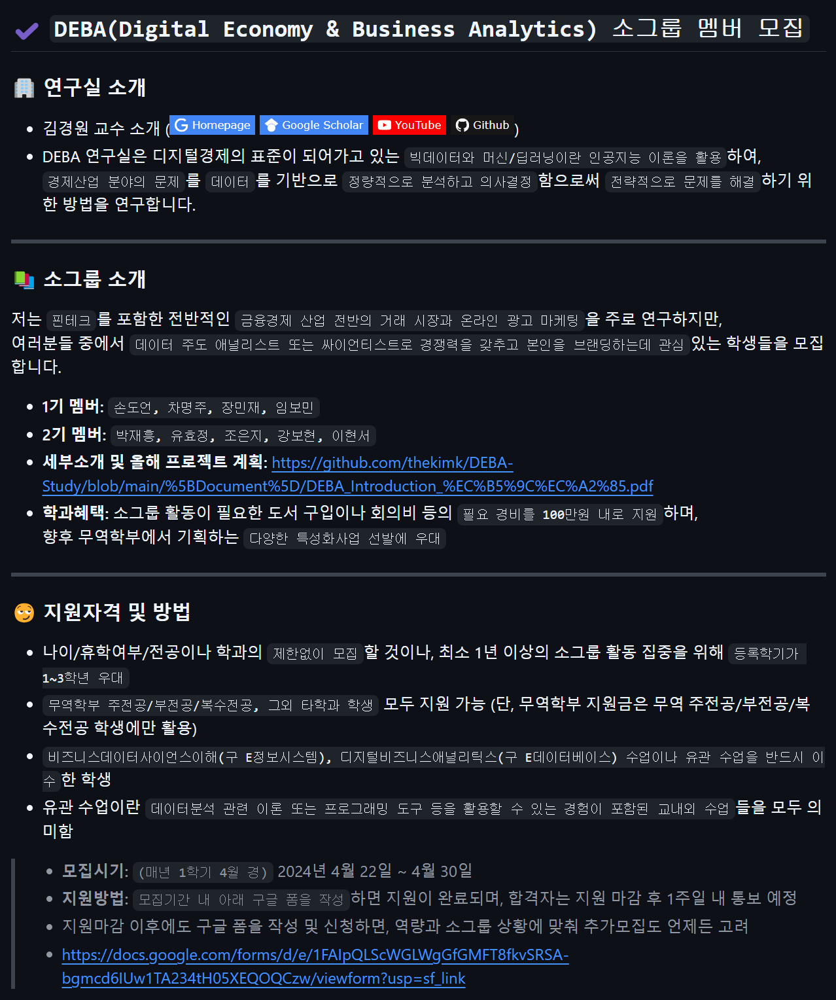 DEBA(Digital Economy & Business Analytics) 소그룹 멤버 모집
연구실 소개
김경원 교수 소개 (Homepage Google Scholar YouTube Github)
DEBA 연구실은 디지털경제의 표준이 되어가고 있는 빅데이터와 머신/딥러닝이란 인공지능 이론을 활용하여,
경제산업 분야의 문제를 데이터를 기반으로 정량적으로 분석하고 의사결정함으로써 전략적으로 문제를 해결하기 위
한 방법을 연구합니다.
소그룹 소개
저는 핀테크를 포함한 전반적인 금융경제 산업 전반의 거래 시장과 온라인 광고 마케팅을 주로 연구하지만,
여러분들 중에서 데이터 주도 애널리스트 또는 싸이언티스트로 경쟁력을 갖추고 본인을 브랜딩하는데 관심있는 학생들을 모집
합니다.
1기 멤버: 손도언, 차명주, 장민재, 임보민
2기 멤버: 박재흥, 유효정, 조은지, 강보현, 이현서
세부소개 및 올해 프로젝트 계획: https://github.com/thekimk/DEBA-
Study/blob/main/%5BDocument%5D/DEBA_Introduction_%EC%B5%9C%EC%A2%85.pdf
학과혜택: 소그룹 활동이 필요한 도서 구입이나 회의비 등의 필요 경비를 100만원 내로 지원하며,
향후 무역학부에서 기획하는 다양한 특성화사업 선발에 우대
지원자격 및 방법
나이/휴학여부/전공이나 학과의 제한없이 모집할 것이나, 최소 1년 이상의 소그룹 활동 집중을 위해 등록학기가
1~3학년 우대
무역학부 주전공/부전공/복수전공, 그외 타학과 학생 모두 지원 가능 (단, 무역학부 지원금은 무역 주전공/부전공/복
수전공 학생에만 활용)
비즈니스데이터사이언스이해(구 E정보시스템), 디지털비즈니스애널리틱스(구 E데이터베이스) 수업이나 유관 수업을 반드시 이
수한 학생
유관 수업이란 데이터분석 관련 이론 또는 프로그래밍 도구 등을 활용할 수 있는 경험이 포함된 교내외 수업들을 모두 의
미함
모집시기: (매년 1학기 4월 경) 2024년 4월 22일 ~ 4월 30일
지원방법: 모집기간 내 아래 구글 폼을 작성하면 지원이 완료되며, 합격자는 지원 마감 후 1주일 내 통보 예정
지원마감 이후에도 구글 폼을 작성 및 신청하면, 역량과 소그룹 상황에 맞춰 추가모집도 언제든 고려
https://docs.google.com/forms/d/e/1FAIpQLScWGLWgGfGMFT8fkvSRSA-
bgmcd6IUw1TA234tH05XEQOQCzw/viewform?usp=sf_link